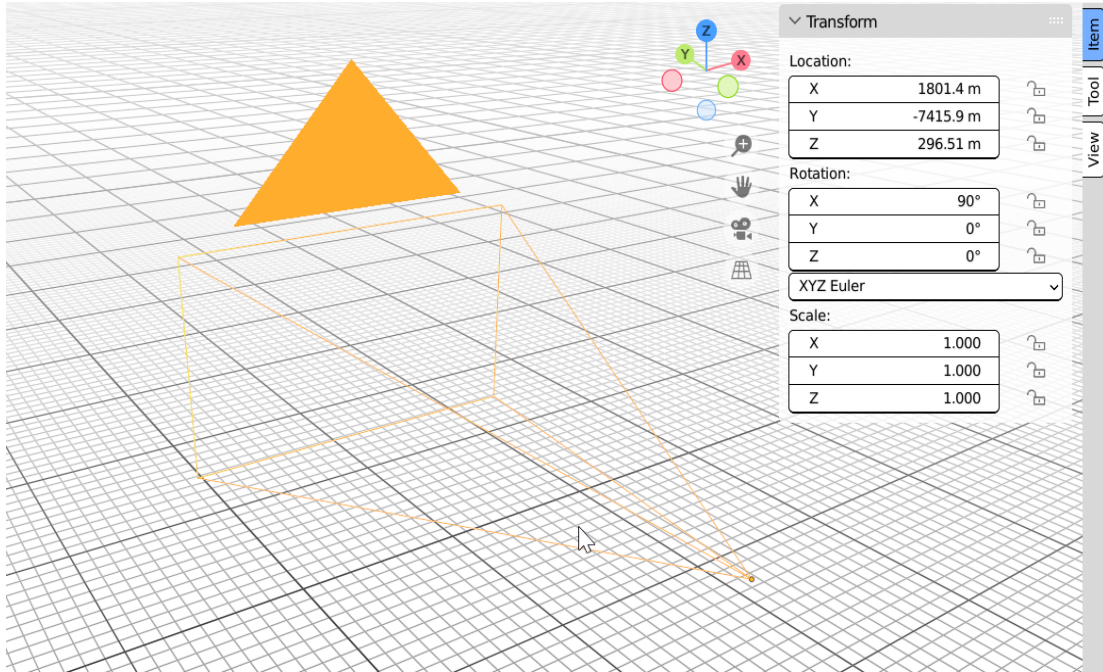 Z
Y
X
Transform
Location:
X 1801.4 m
Y -7415.9 m
Z 296.51 m
Rotation:
X 90°
Y 0°
Z 0°
XYZ Euler
Scale:
X 1.000
Y 1.000
Z 1.000
Item
Tool
View